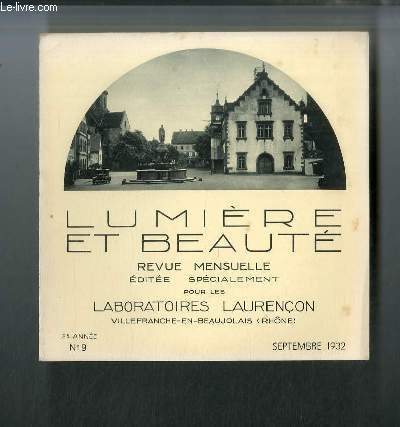 Le-livre.com
LUMIÈRE
ET BEAUTÉ
REVUE MENSUELLE
ÉDITÉE SPÉCIALEMENT
POUR LES
LABORATOIRES LAURENÇON
VILLEFRANCHE-EN-BEAUJOLAIS (RHÔNE)
ANNÉE
N° 9
SEPTEMBRE 1932